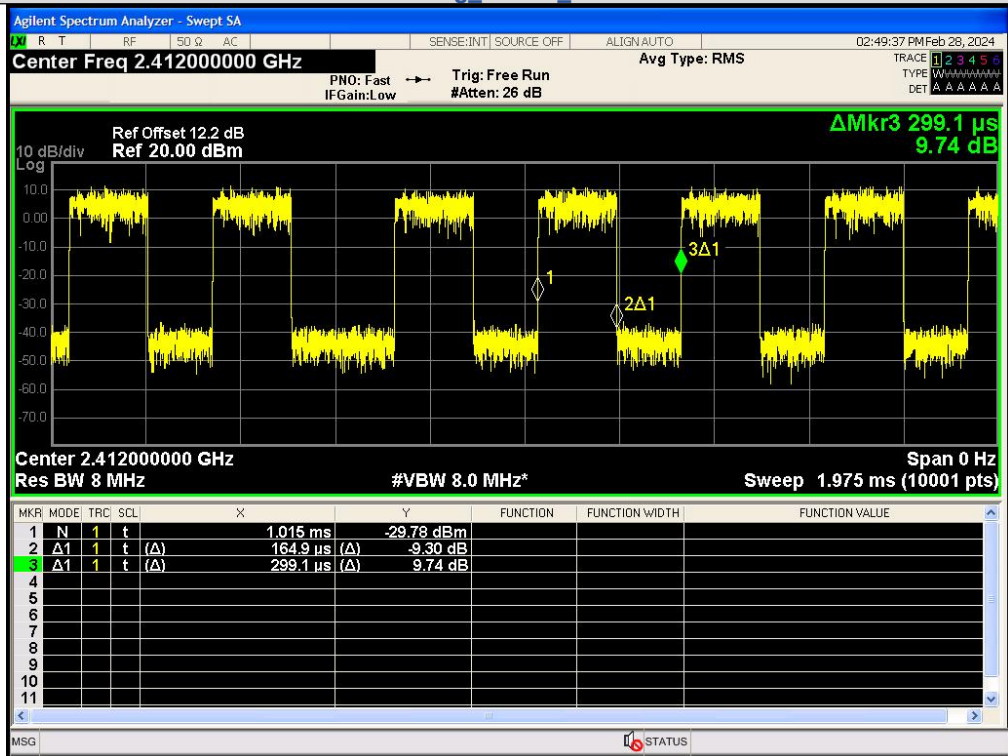 Agilent Spectrum Analyzer - Swept SA
LXI R T RF 50 Ω AC SENSE:INT SOURCE OFF ALIGN AUTO 02:49:37 PM Feb 28, 2024
Center Freq 2.412000000 GHz
Avg Type: RMS
TRACE 1 2 3 4 5 6
PNO: Fast Trig: Free Run
TYPE WWWWWW
IFGain:Low #Atten: 26 dB
DET A A A A A A
ΔMkr3 299.1 µs
9.74 dB
Ref Offset 12.2 dB
10 dB/div Ref 20.00 dBm
Log
10.0
0.00
-10.0
-20.0
-30.0
-40.0
-50.0
-60.0
-70.0
3Δ1
1
2Δ1
Center 2.412000000 GHz Span 0 Hz
Res BW 8 MHz #VBW 8.0 MHz* Sweep 1.975 ms (10001 pts)
MKR MODE TRC SCL X Y FUNCTION FUNCTION WIDTH FUNCTION VALUE
1 N 1 t 1.015 ms -29.78 dBm
2 Δ1 1 t (Δ) 164.9 µs (Δ) -9.30 dB
3 Δ1 1 t (Δ) 299.1 µs (Δ) 9.74 dB
4
5
6
7
8
9
10
11
MSG STATUS